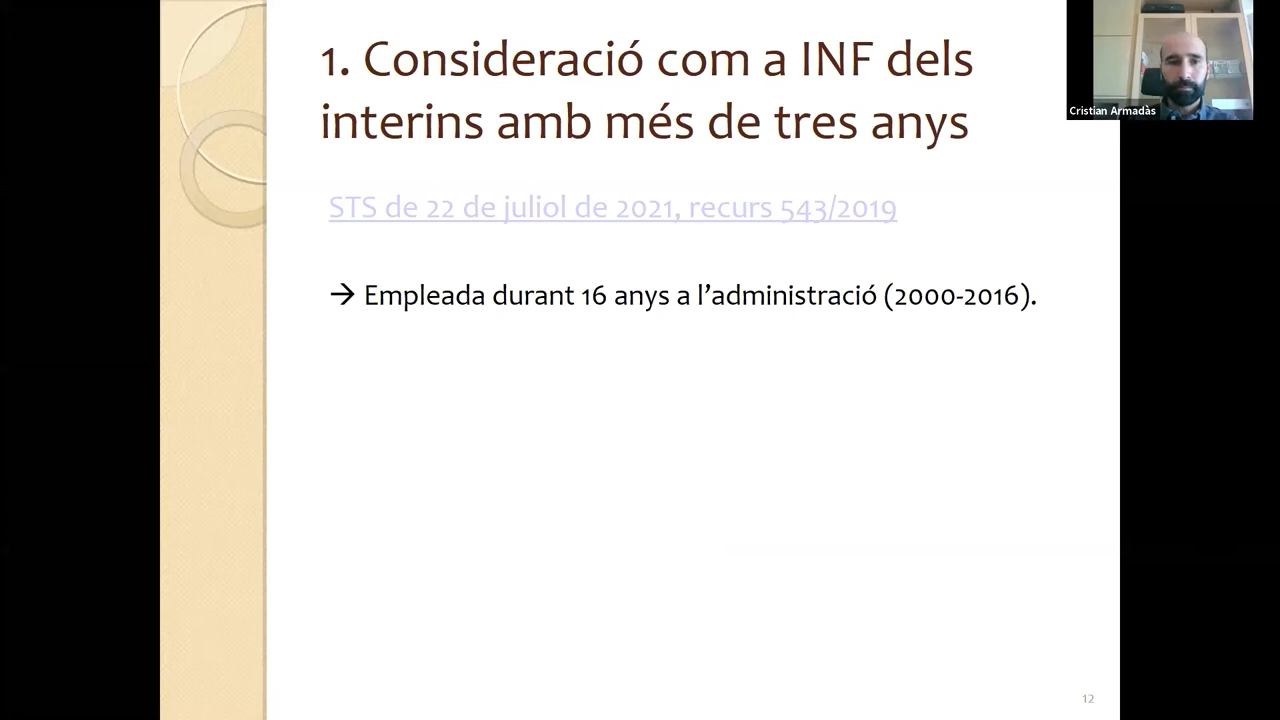 1. Consideració com a INF dels
interins amb més de tres anys
Cristian Armadàs
STS de 22 de juliol de 2021, recurs 543/2019
→ Empleada durant 16 anys a l’administració (2000-2016).
12